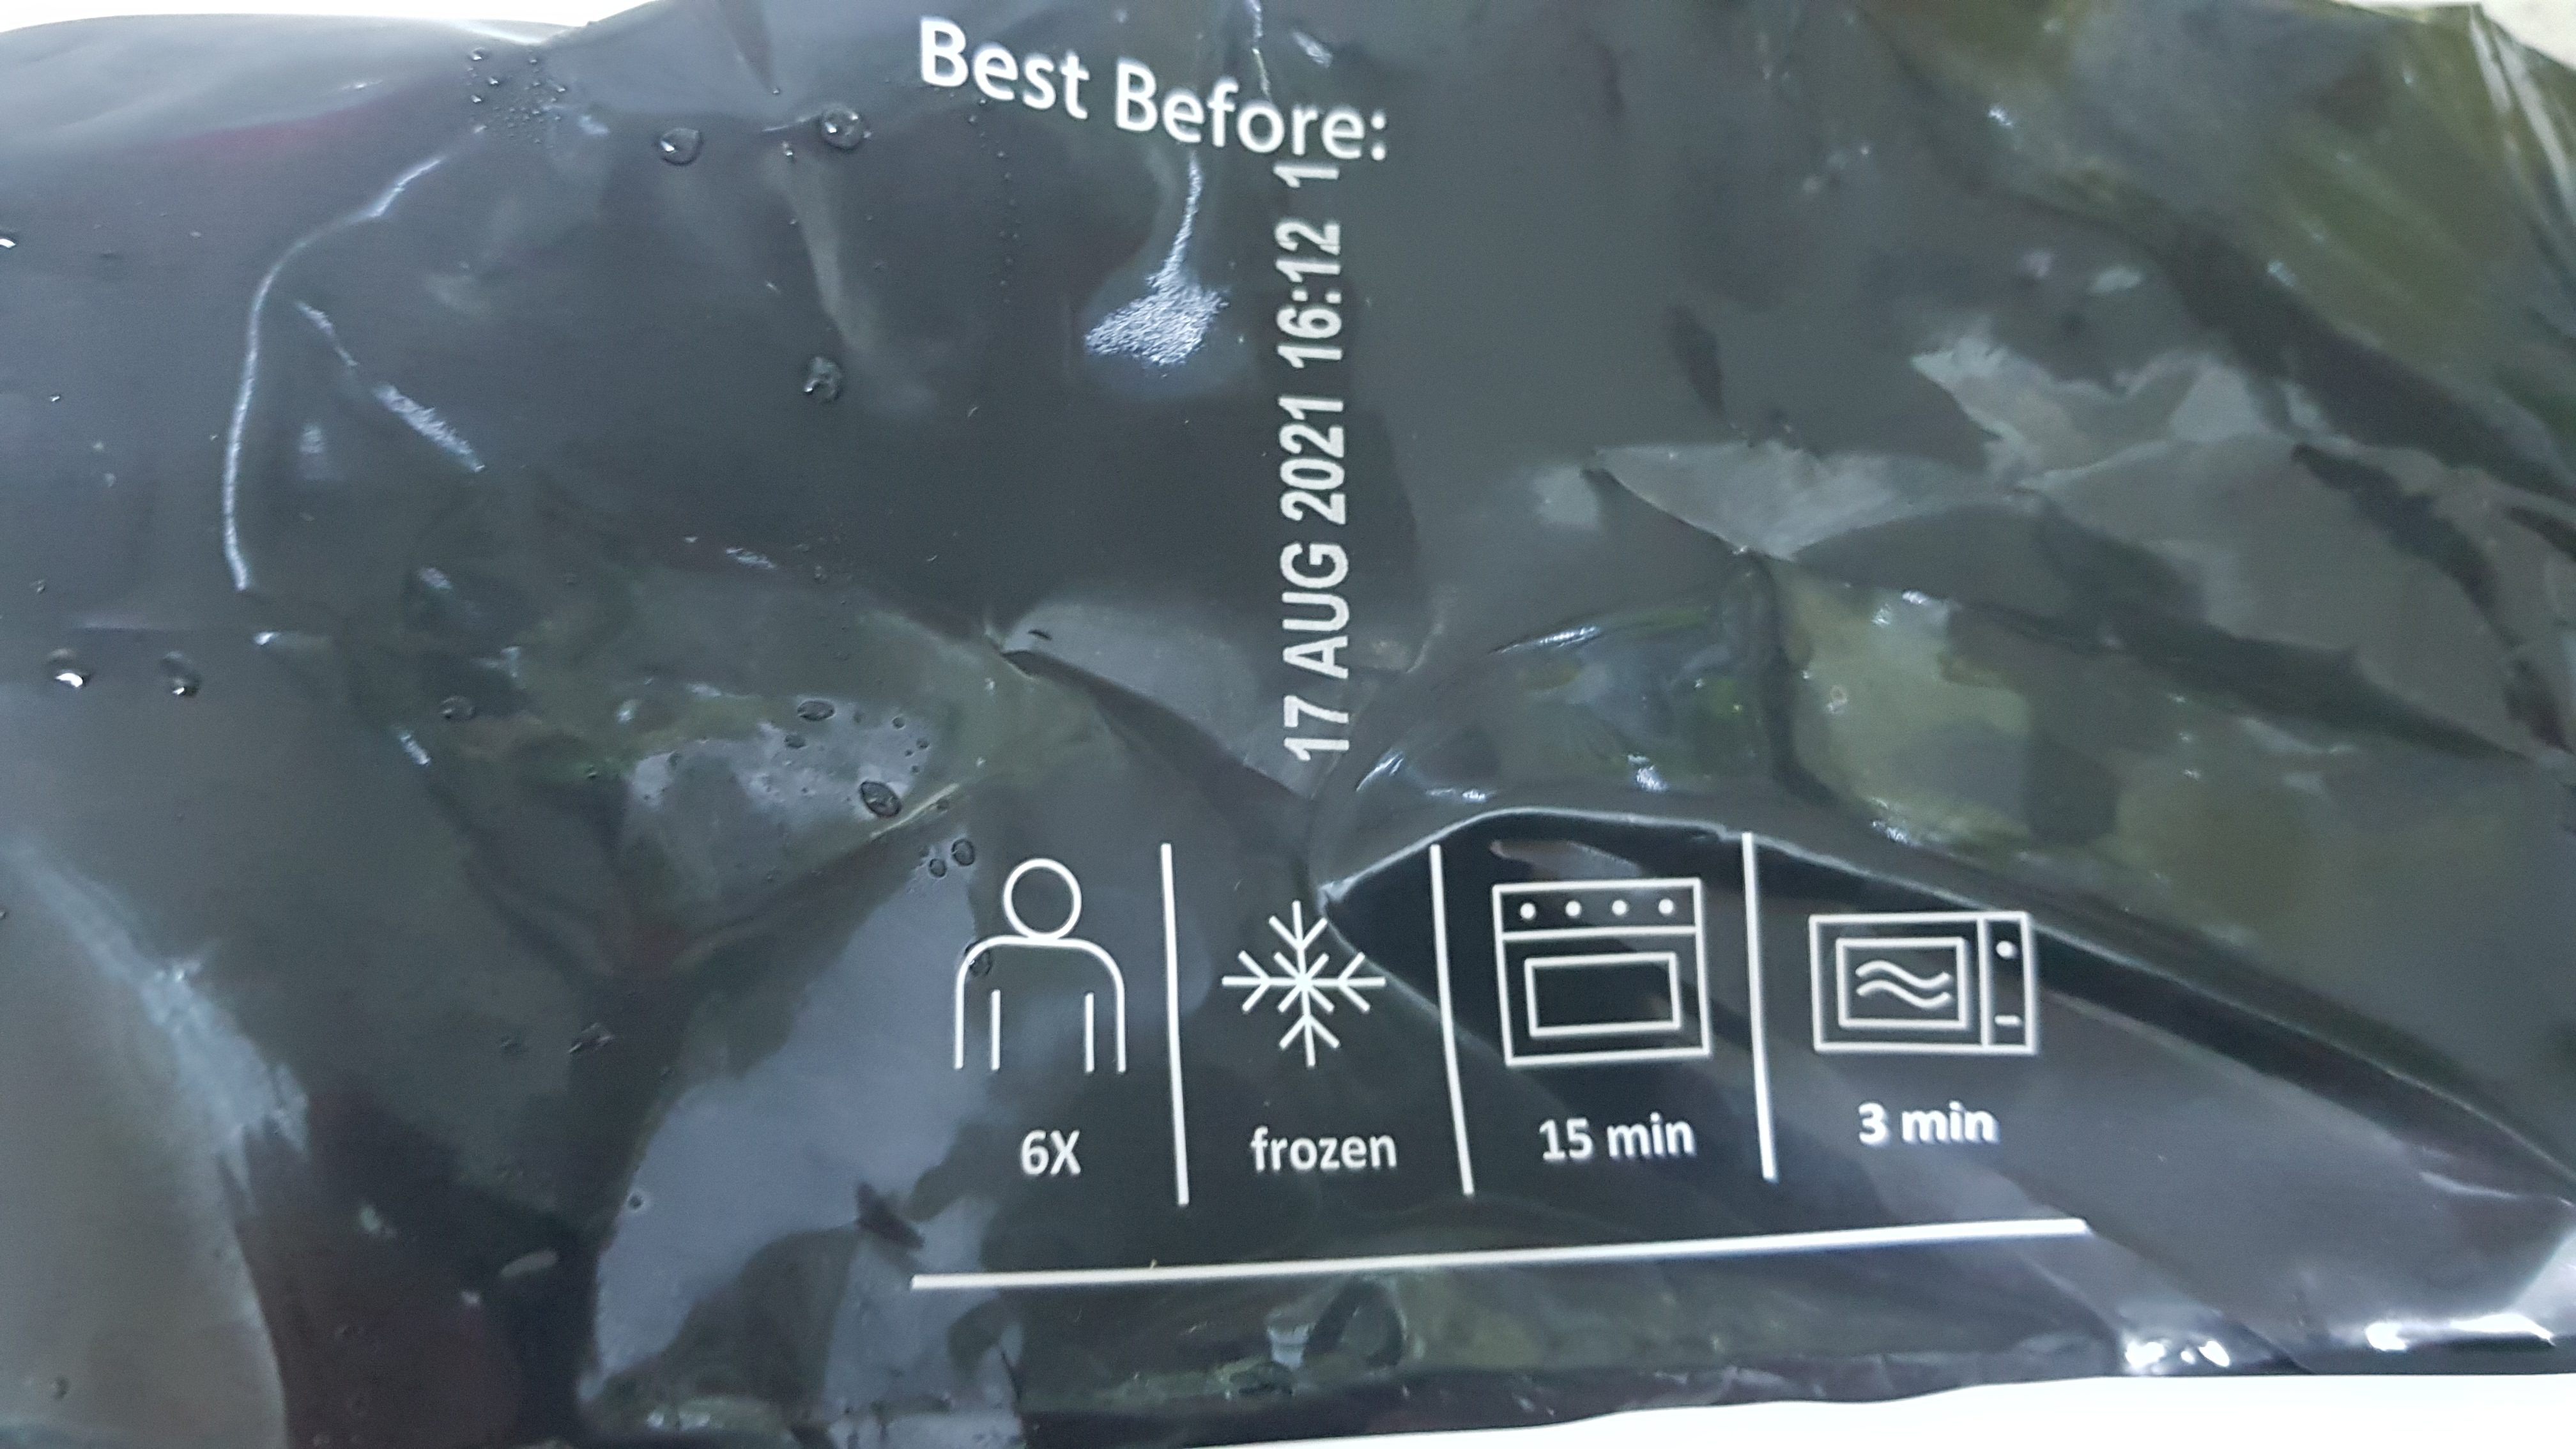 Best Before:
17 AUG 2021 16:12 1
6X
frozen
15 min
3 min